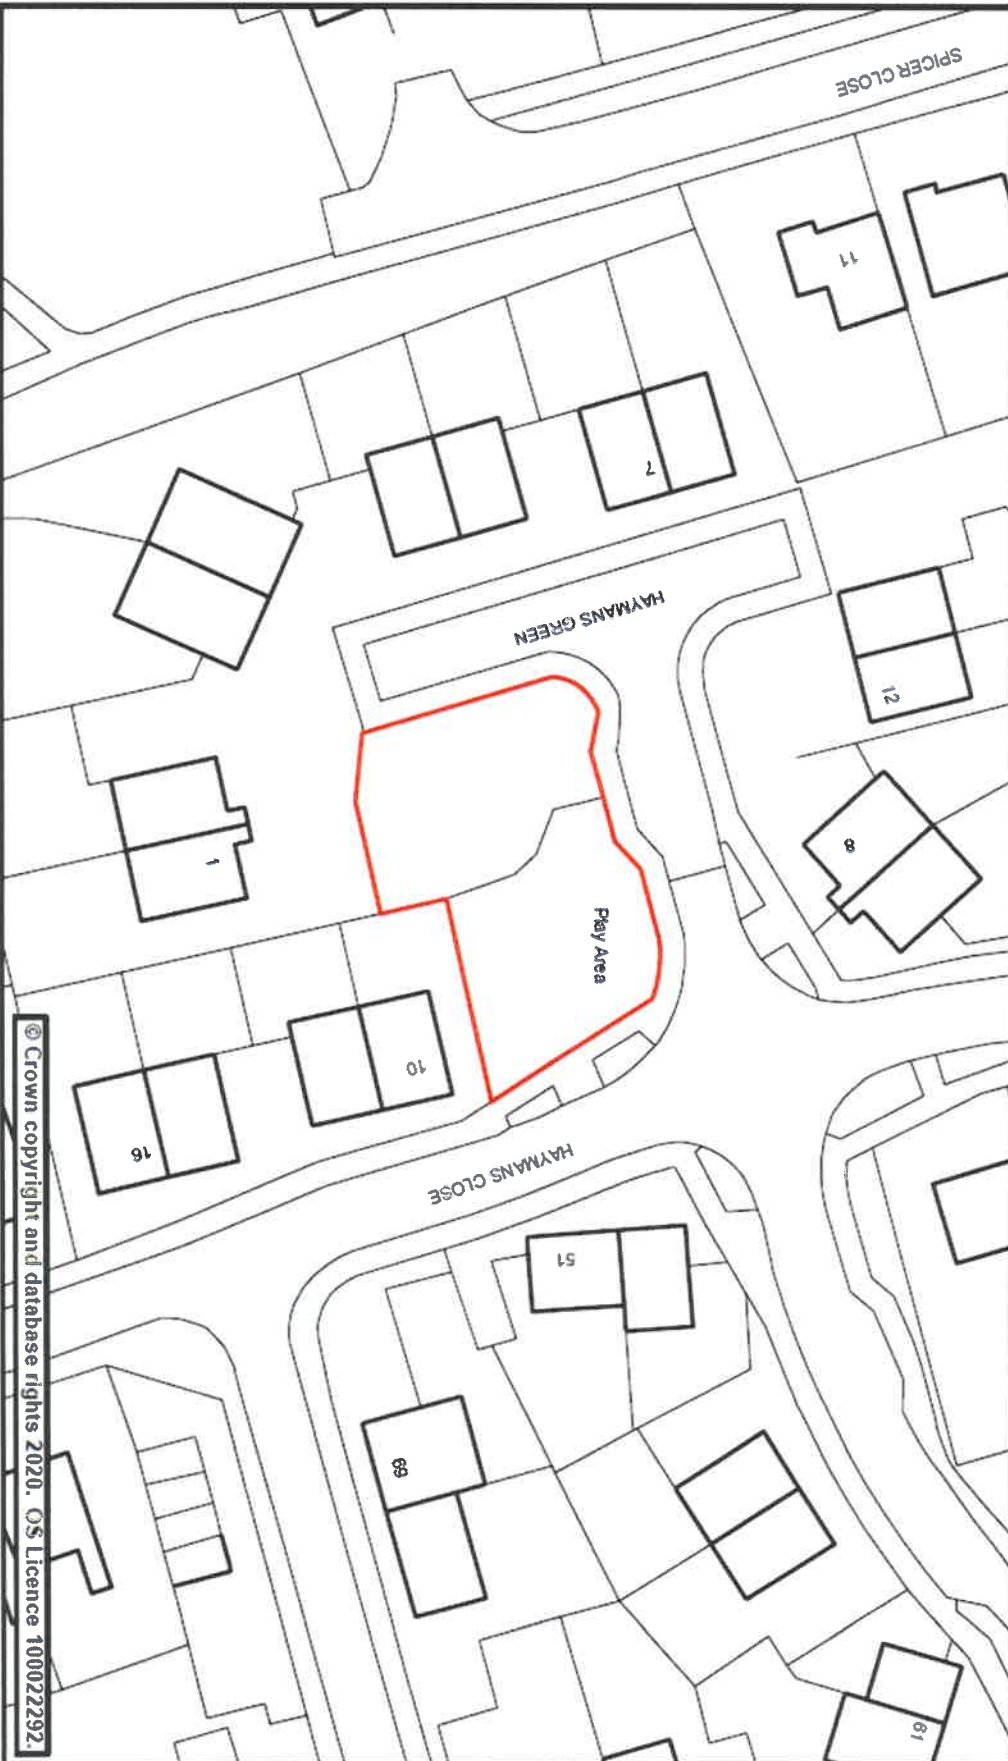 SPICER CLOSE
11
7
HAYMANS GREEN
12
8
1
Play Area
10
16
HAYMANS CLOSE
51
69
61
© Crown copyright and database rights 2020. OS Licence 100022292.